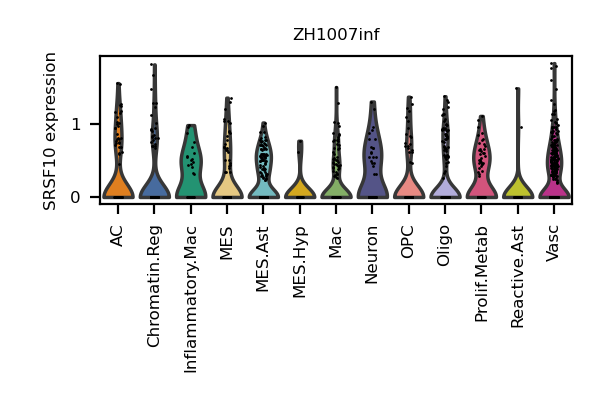 ZH1007inf
SRSF10 expression
1
0
AC
Chromatin.Reg
Inflammatory.Mac
MES
MES.Ast
MES.Hyp
Mac
Neuron
OPC
Oligo
Prolif.Metab
Reactive.Ast
Vasc